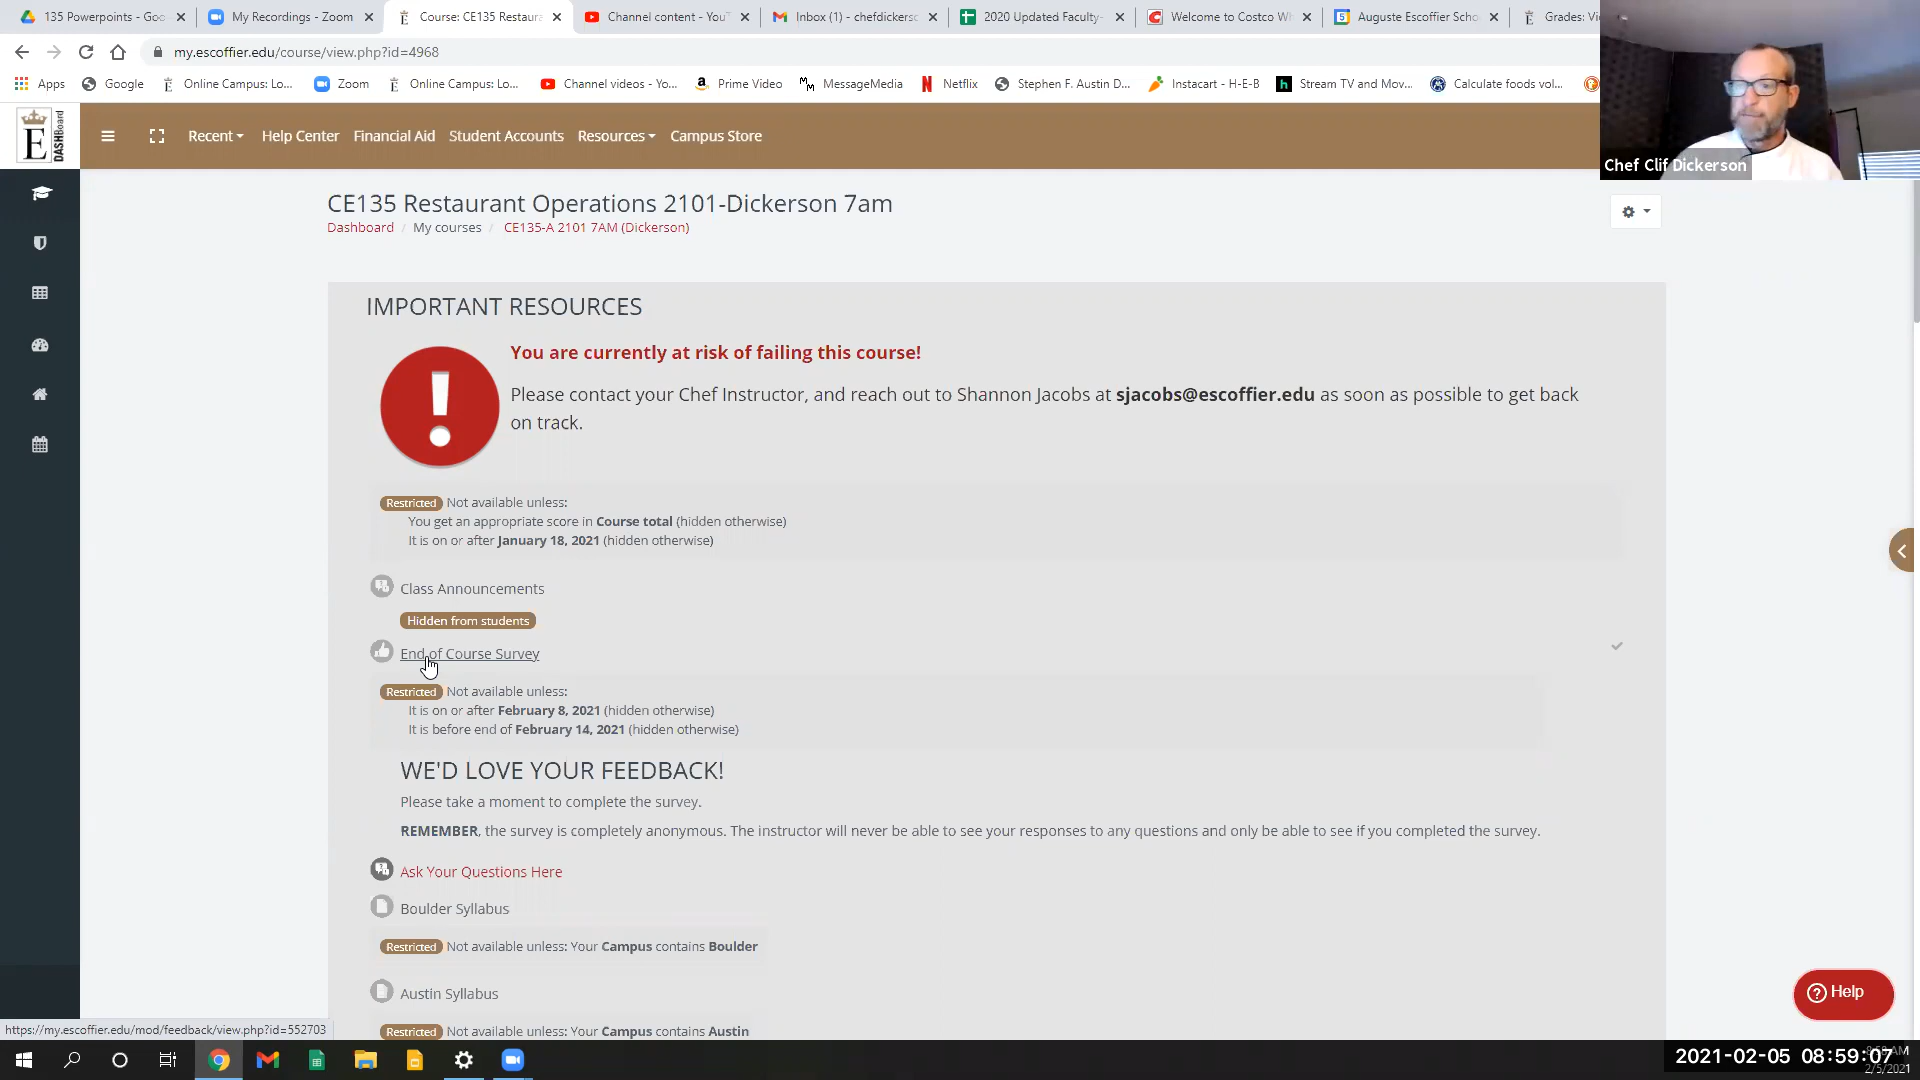 135 Powerpoints - Goo
My Recordings - Zoom
Course: CE135 Restaura
Channel content - YouT
Inbox (1) - chefdickerso
2020 Updated Faculty-
Welcome to Costco Wh
Auguste Escoffier Scho
Grades: Vi
my.escoffier.edu/course/view.php?id=4968
Apps
Google
Online Campus: Lo...
Zoom
Online Campus: Lo...
Channel videos - Yo...
Prime Video
MessageMedia
Netflix
Stephen F. Austin D...
Instacart - H-E-B
Stream TV and Mov...
Calculate foods vol...
Chef Clif Dickerson
E
DASHBoard
Recent
Help Center
Financial Aid
Student Accounts
Resources
Campus Store
CE135 Restaurant Operations 2101-Dickerson 7am
Dashboard / My courses / CE135-A 2101 7AM (Dickerson)
IMPORTANT RESOURCES
You are currently at risk of failing this course!
Please contact your Chef Instructor, and reach out to Shannon Jacobs at sjacobs@escoffier.edu as soon as possible to get back
on track.
Restricted Not available unless:
You get an appropriate score in Course total (hidden otherwise)
It is on or after January 18, 2021 (hidden otherwise)
Class Announcements
Hidden from students
End of Course Survey
Restricted Not available unless:
It is on or after February 8, 2021 (hidden otherwise)
It is before end of February 14, 2021 (hidden otherwise)
WE'D LOVE YOUR FEEDBACK!
Please take a moment to complete the survey.
REMEMBER, the survey is completely anonymous. The instructor will never be able to see your responses to any questions and only be able to see if you completed the survey.
Ask Your Questions Here
Boulder Syllabus
Restricted Not available unless: Your Campus contains Boulder
Austin Syllabus
Restricted Not available unless: Your Campus contains Austin
Help
https://my.escoffier.edu/mod/feedback/view.php?id=552703
2021-02-05 08:59:07
2/5/2021